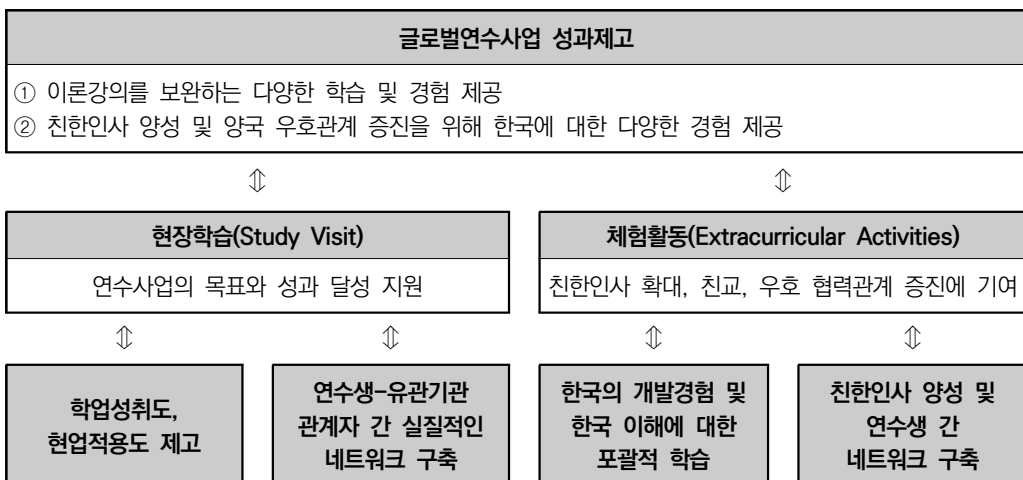 글로벌연수사업 성과제고
① 이론강의를 보완하는 다양한 학습 및 경험 제공
② 친한인사 양성 및 양국 우호관계 증진을 위해 한국에 대한 다양한 경험 제공
⇕ ⇕
현장학습(Study Visit)
연수사업의 목표와 성과 달성 지원
체험활동(Extracurricular Activities)
친한인사 확대, 친교, 우호 협력관계 증진에 기여
⇕ ⇕ ⇕ ⇕
학업성취도,
현업적용도 제고
연수생-유관기관
관계자 간 실질적인
네트워크 구축
한국의 개발경험 및
한국 이해에 대한
포괄적 학습
친한인사 양성 및
연수생 간
네트워크 구축